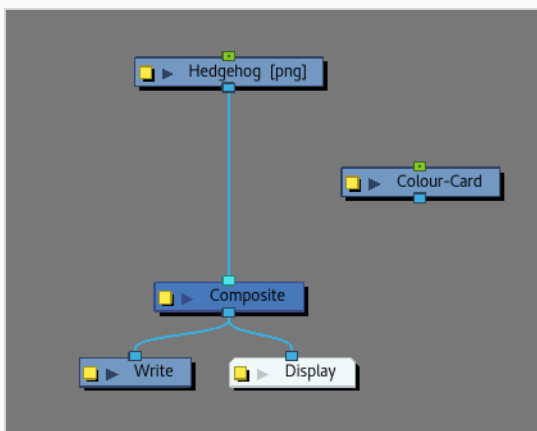 Hedgehog [png]
Colour-Card
Composite
Write
Display